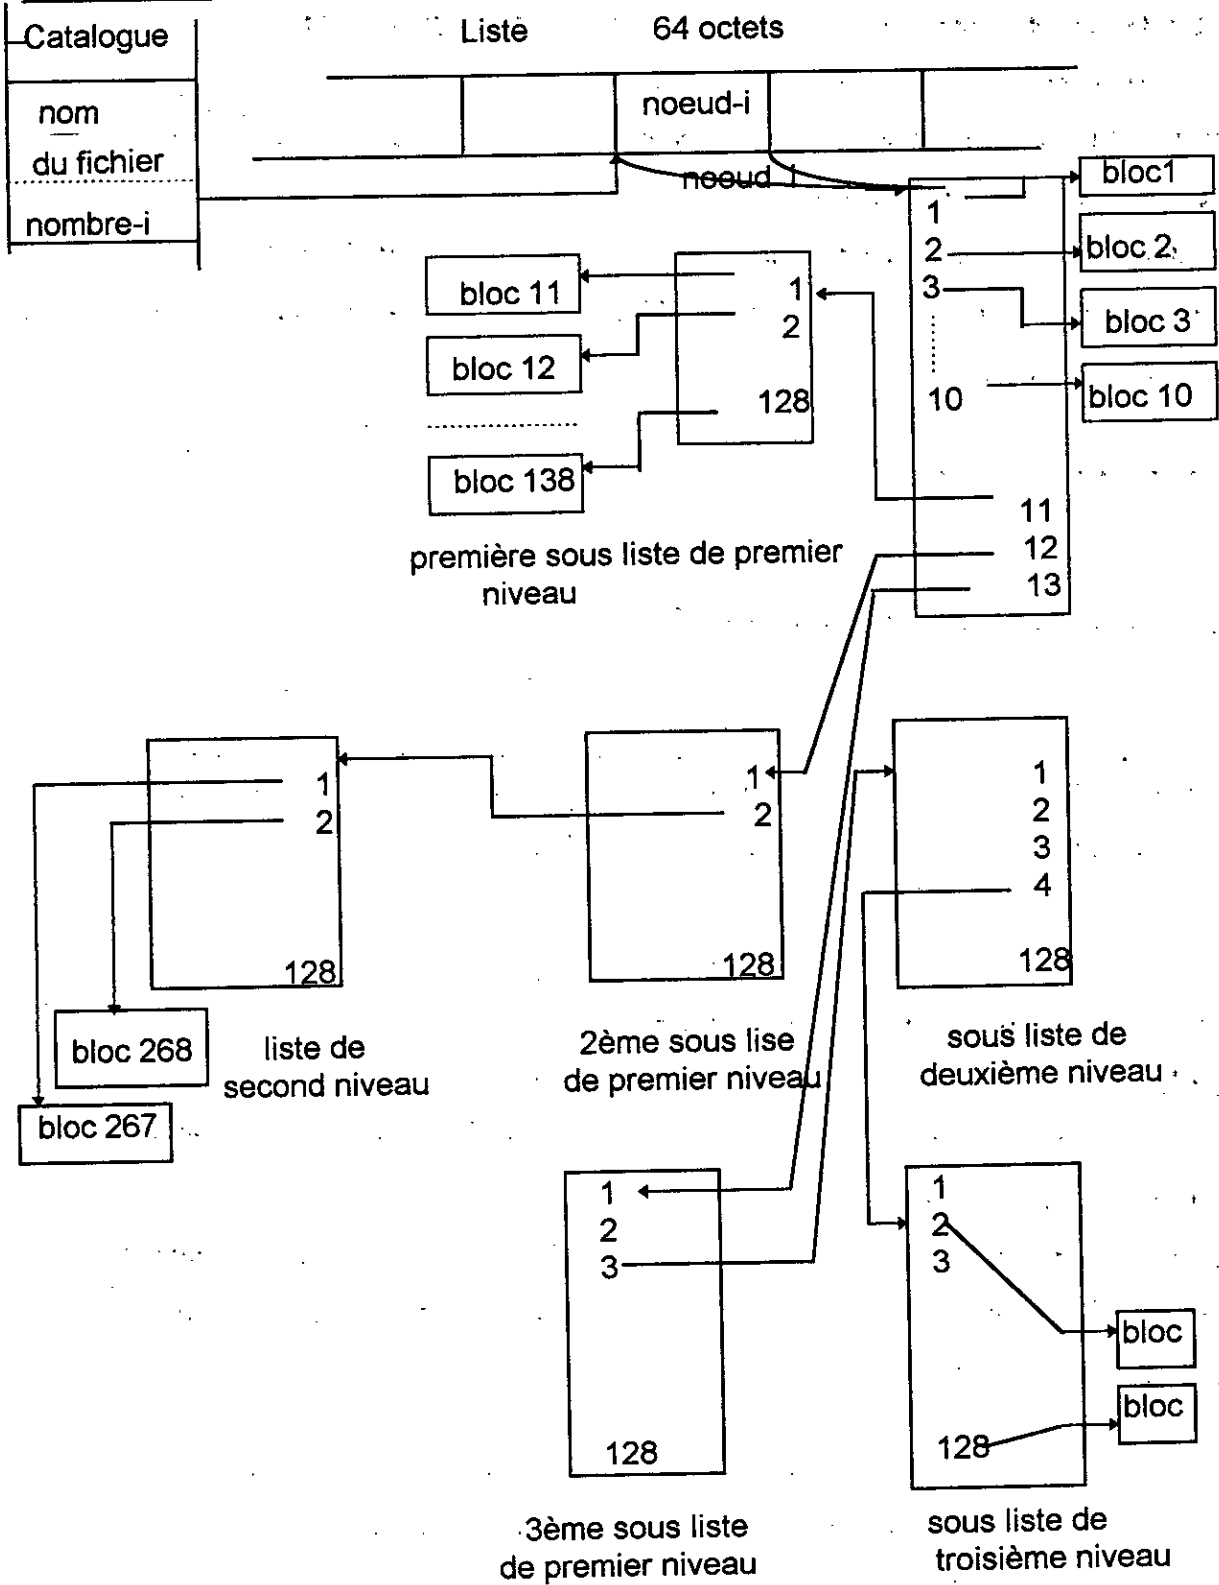 Catalogue
Liste
64 octets
nom
du fichier
nombre-i
noeud-i
noeud i
1
2
3
10
11
12
13
bloc1
bloc 2
bloc 3
bloc 10
bloc 11
bloc 12
bloc 138
1
2
128
première sous liste de premier
niveau
1
2
128
bloc 268
bloc 267
liste de
second niveau
1
2
128
2ème sous lise
de premier niveau
1
2
3
4
128
sous liste de
deuxième niveau
1
2
3
128
3ème sous liste
de premier niveau
1
2
3
128
bloc
bloc
sous liste de
troisième niveau